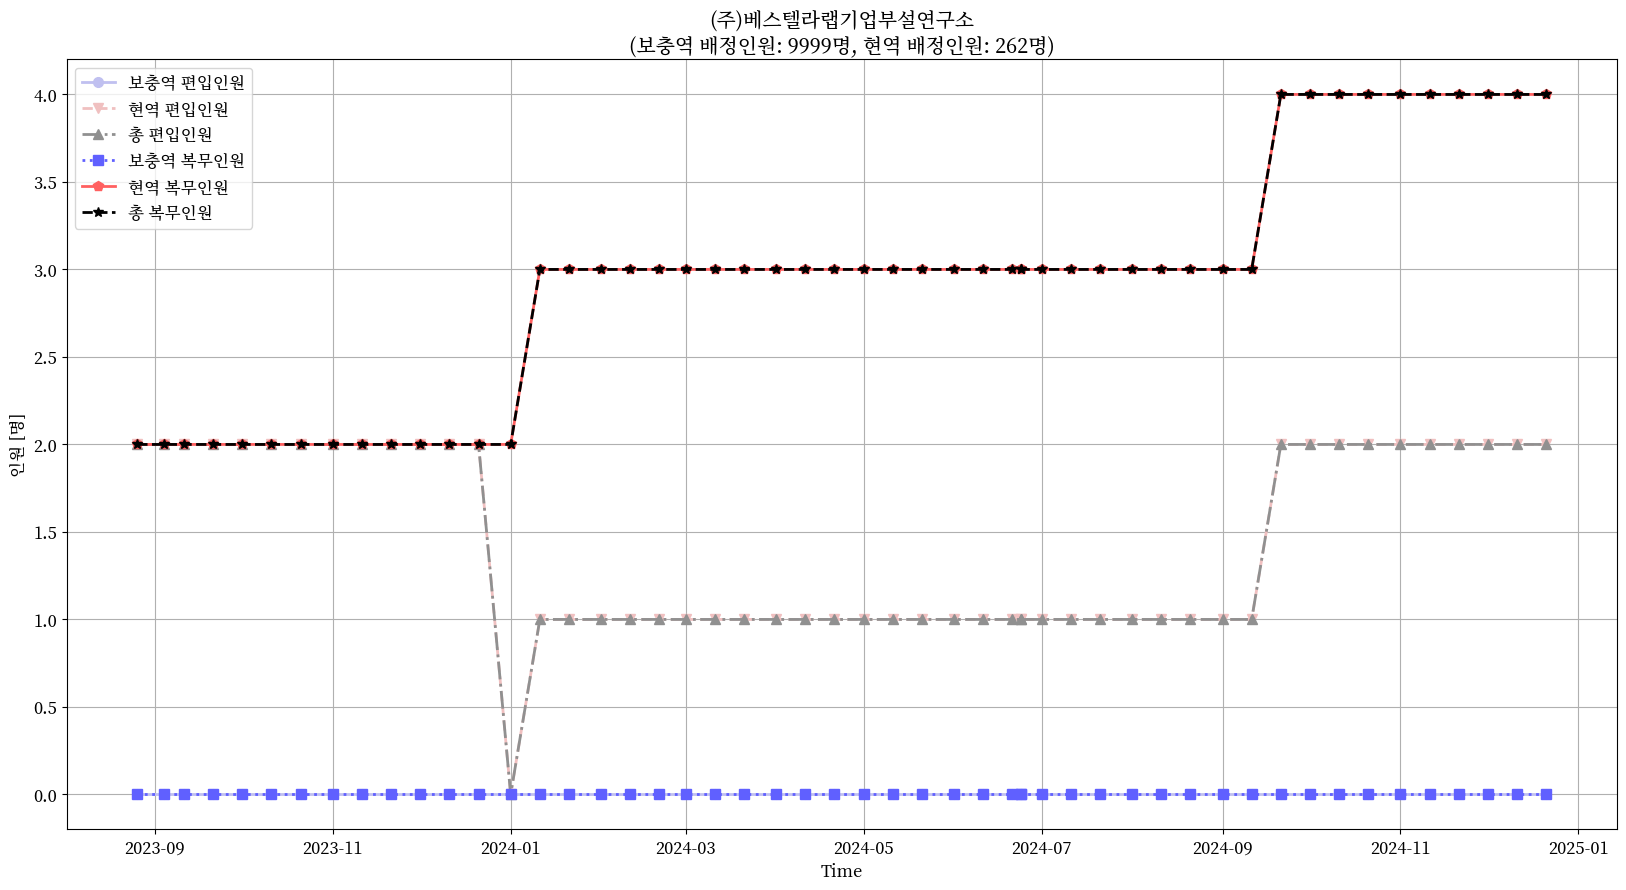 (주)베스텔라랩기업부설연구소
(보충역 배정인원: 9999명, 현역 배정인원: 262명)
보충역 편입인원
현역 편입인원
총 편입인원
보충역 복무인원
현역 복무인원
총 복무인원
4.0
3.5
3.0
2.5
2.0
1.5
1.0
0.5
0.0
인원 [명]
2023-09
2023-11
2024-01
2024-03
2024-05
2024-07
2024-09
2024-11
2025-01
Time